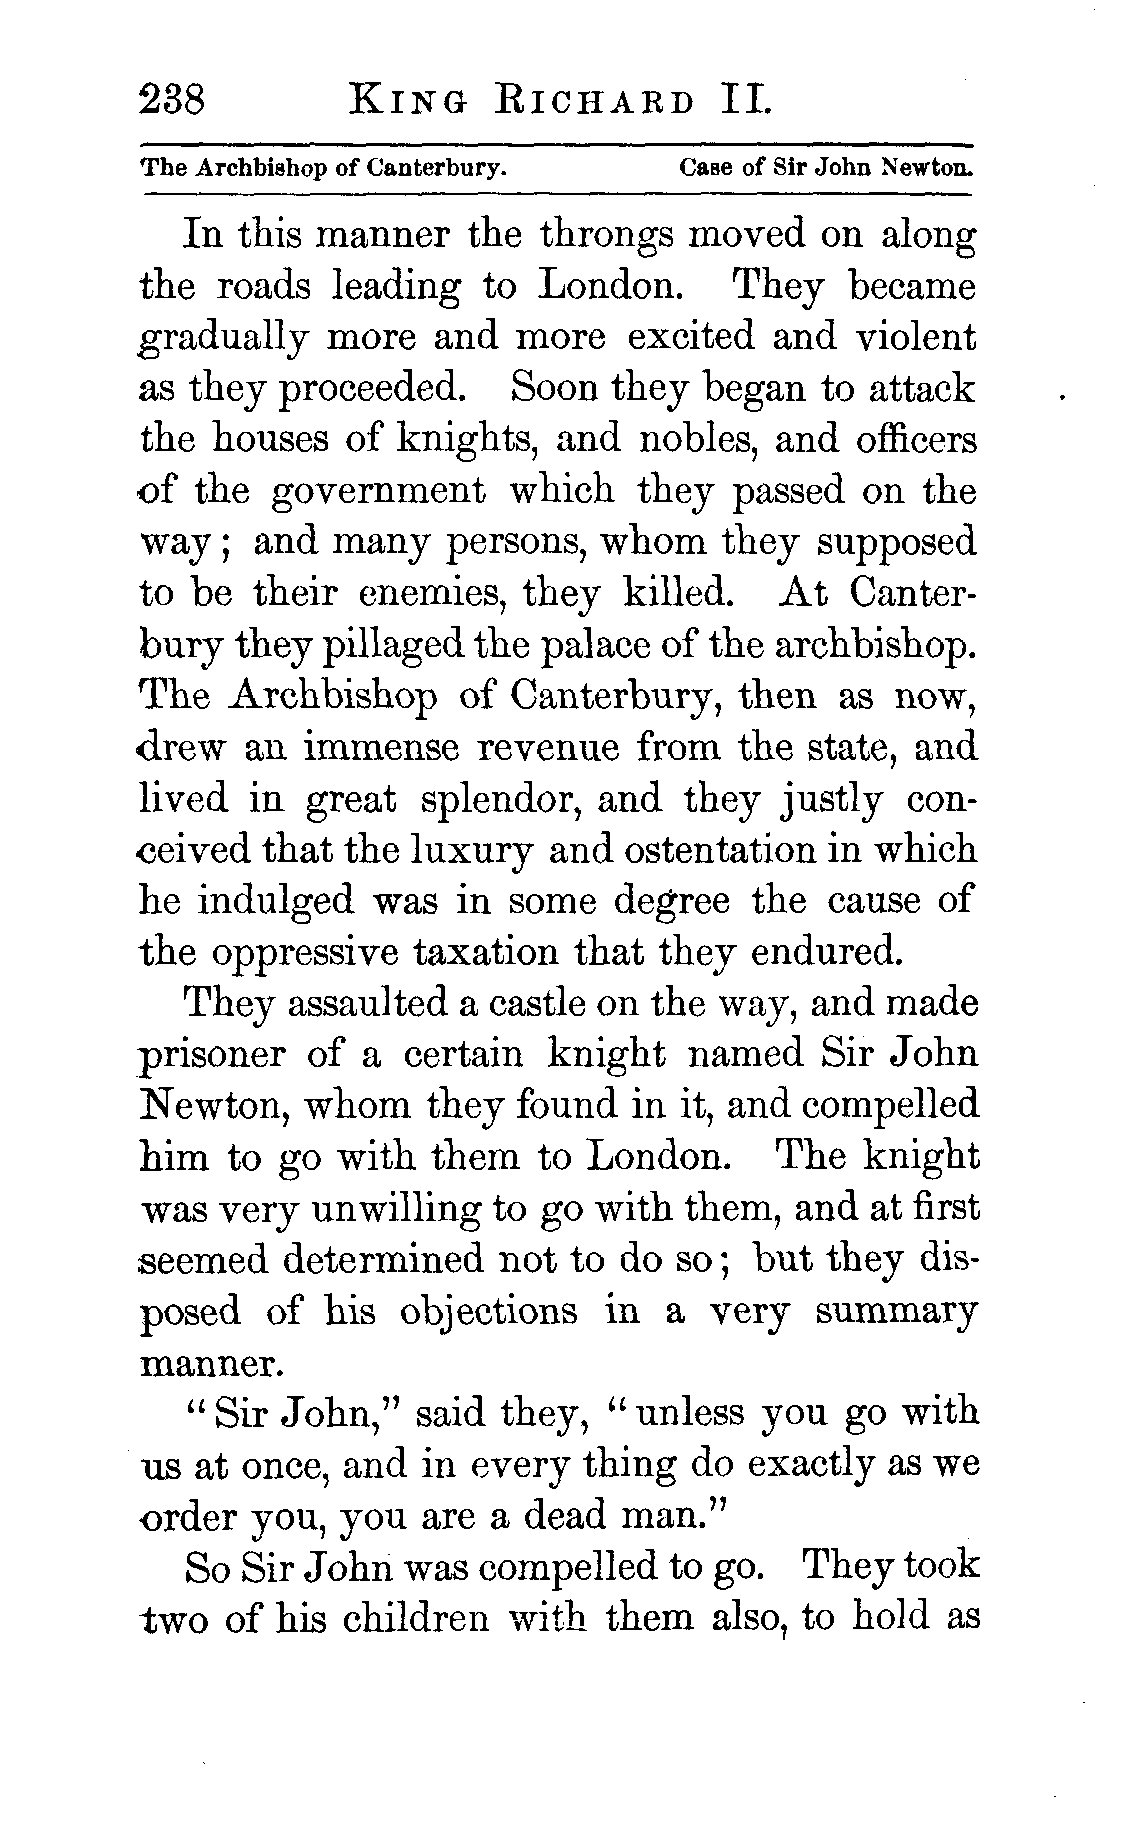 238 KING RICHARD II.
The Archbishop of Canterbury. Case of Sir John Newton.
In this manner the throngs moved on along
the roads leading to London. They became
gradually more and more excited and violent
as they proceeded. Soon they began to attack
the houses of knights, and nobles, and officers
of the government which they passed on the
way; and many persons, whom they supposed
to be their enemies, they killed. At Canter-
bury they pillaged the palace of the archbishop.
The Archbishop of Canterbury, then as now,
drew an immense revenue from the state, and
lived in great splendor, and they justly con-
ceived that the luxury and ostentation in which
he indulged was in some degree the cause of
the oppressive taxation that they endured.
They assaulted a castle on the way, and made
prisoner of a certain knight named Sir John
Newton, whom they found in it, and compelled
him to go with them to London. The knight
was very unwilling to go with them, and at first
seemed determined not to do so; but they dis-
posed of his objections in a very summary
manner.
"Sir John," said they, "unless you go with
us at once, and in every thing do exactly as we
order you, you are a dead man."
So Sir John was compelled to go. They took
two of his children with them also, to hold as